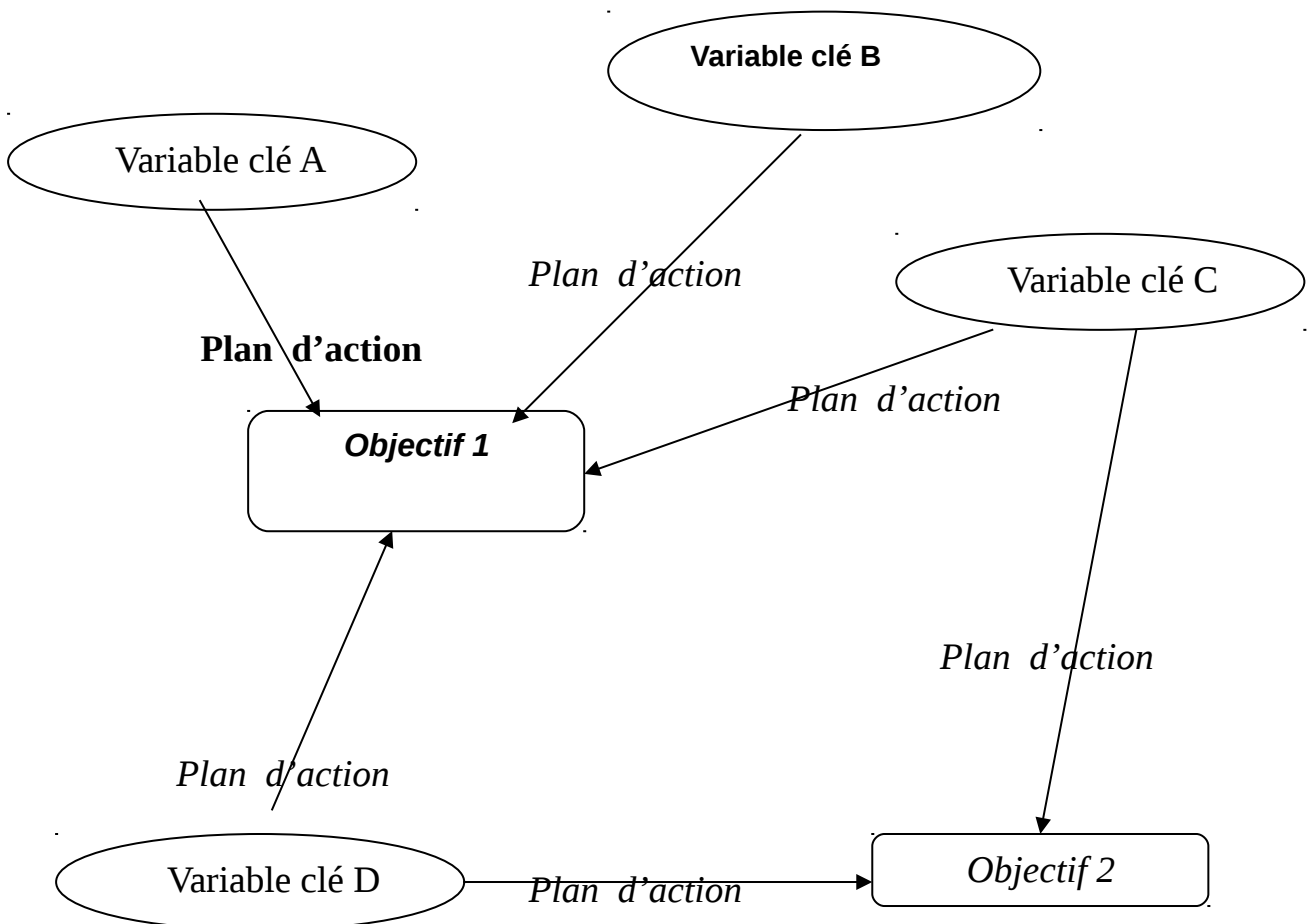 Variable clé B
Variable clé A
Plan d’action
Variable clé C
Plan d’action
Plan d’action
Objectif 1
Plan d’action
Plan d’action
Objectif 2
Variable clé D
Plan d’action